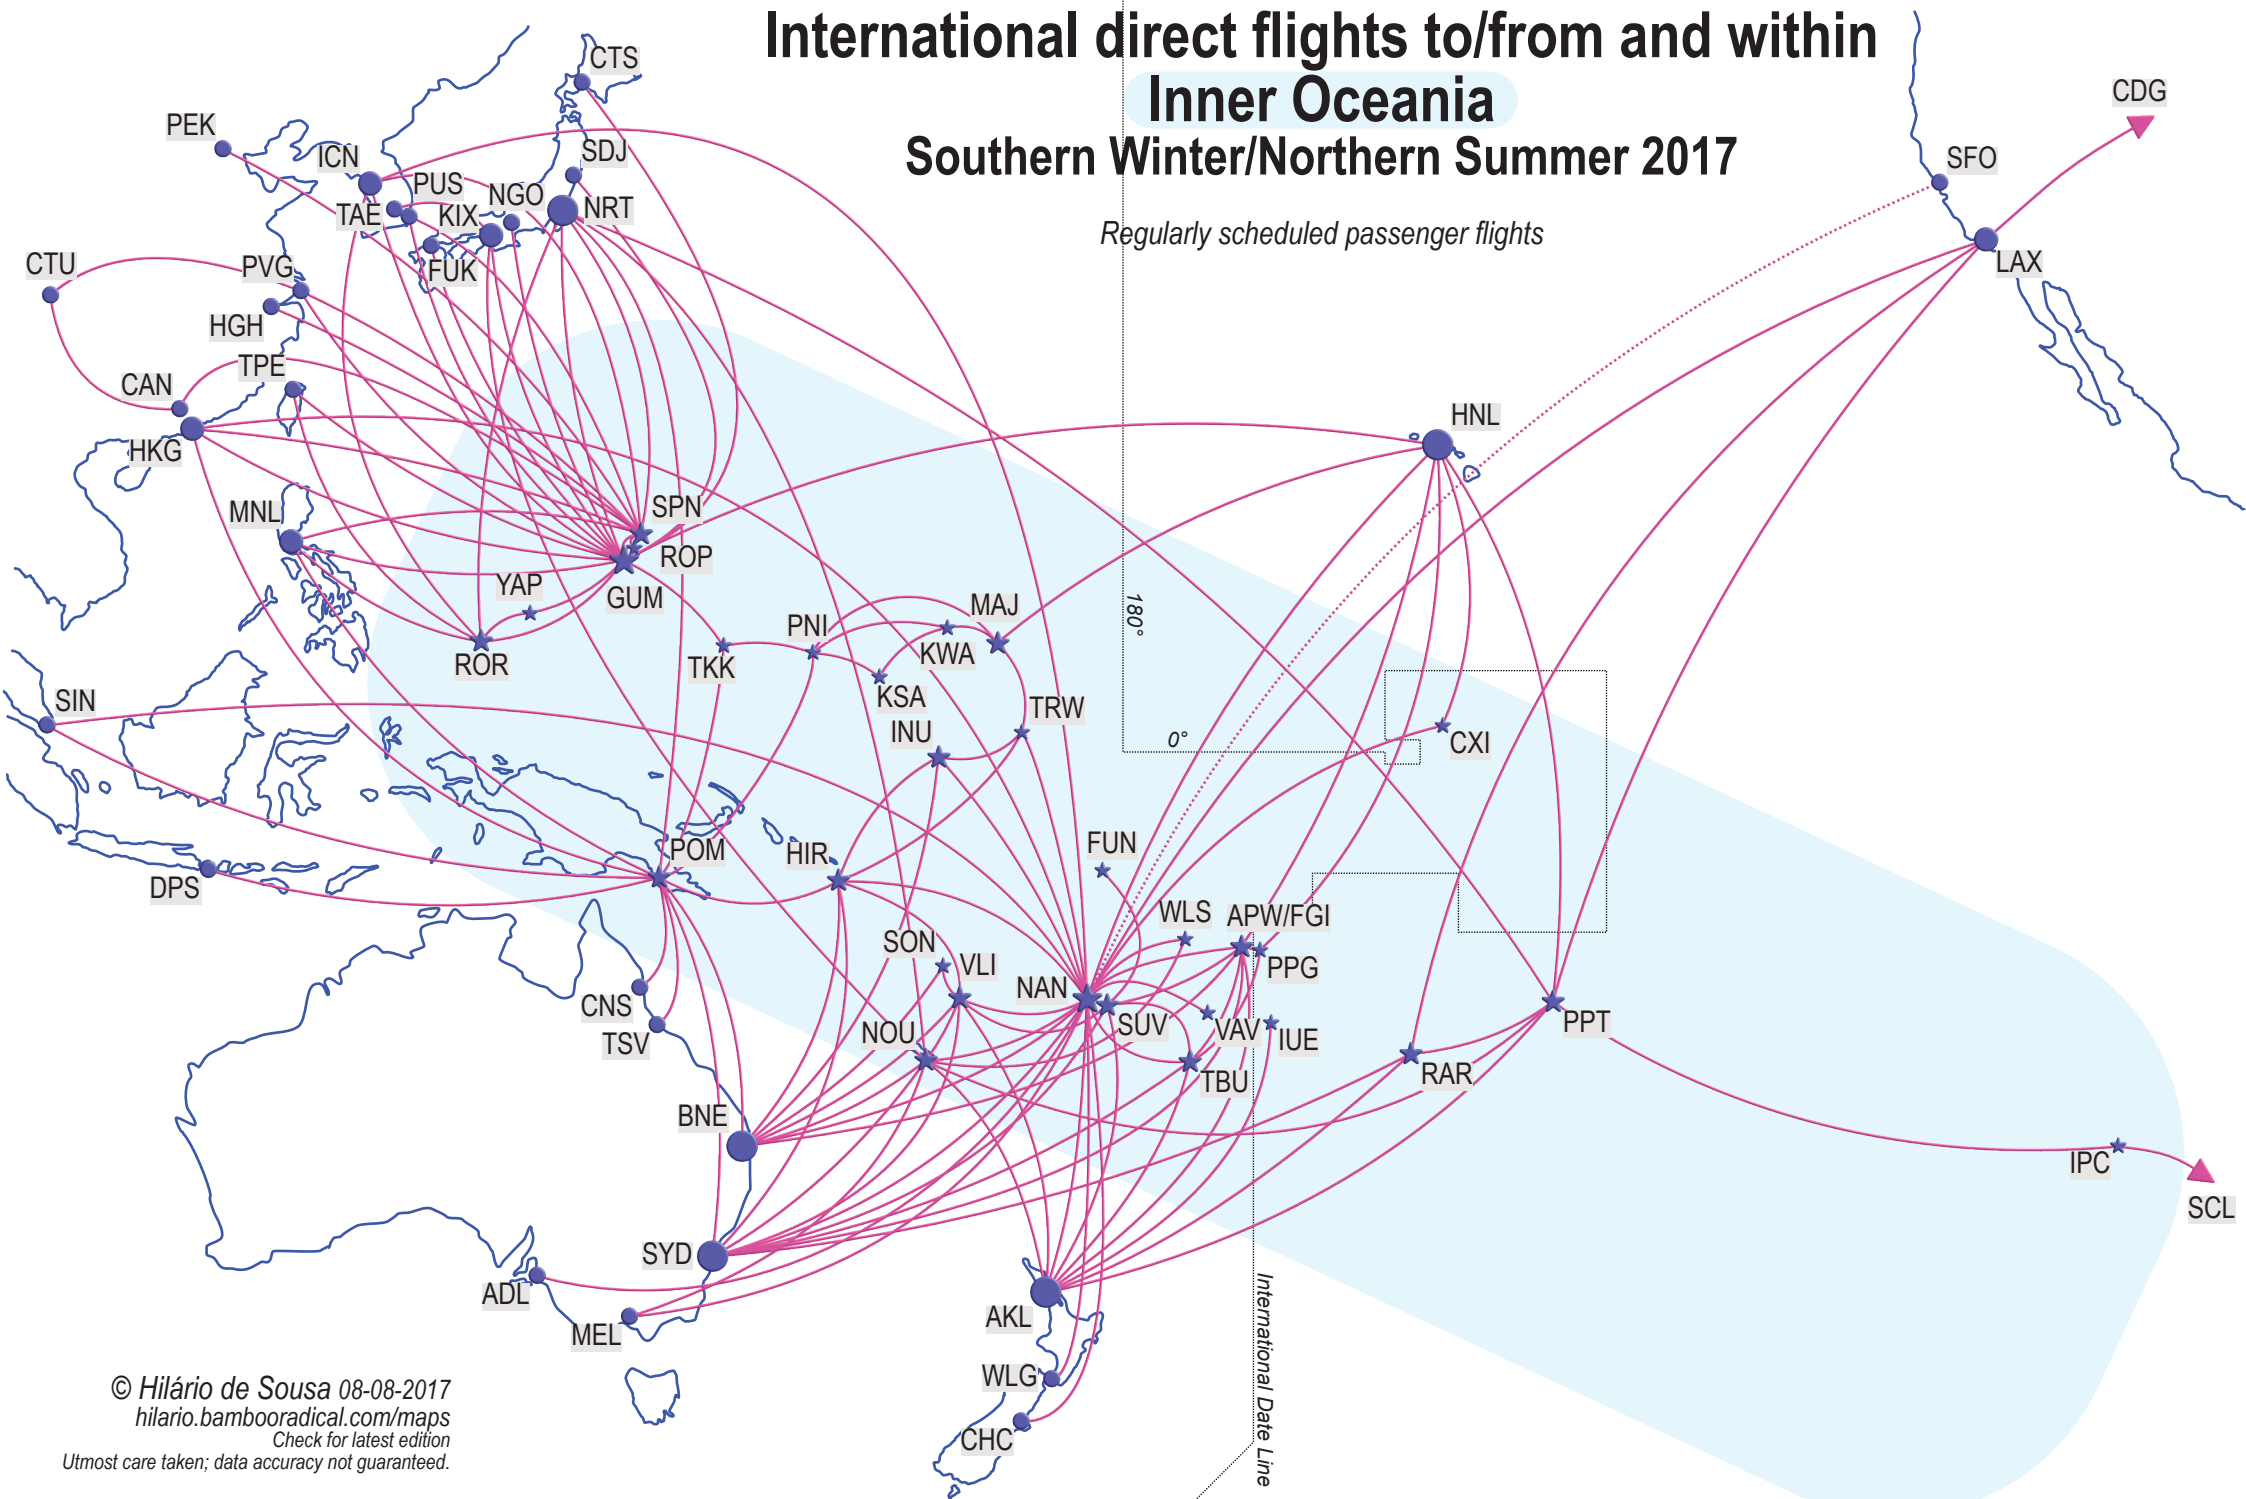 International direct flights to/from and within
Inner Oceania
Southern Winter/Northern Summer 2017
Regularly scheduled passenger flights
CTS
CDG
PEK
ICN
SDJ
SFO
PUS
NGO
TAE
KIX
NRT
CTU
PVG
FUK
LAX
HGH
TPE
CAN
HNL
HKG
MNL
SPN
ROP
YAP
GUM
180°
MAJ
PNI
KWA
ROR
TKK
KSA
SIN
TRW
INU
0°
CXI
FUN
POM
HIR
DPS
WLS
APW/FGI
SON
VLI
PPG
NAN
CNS
SUV
VAV
PPT
NOU
IUE
TSV
TBU
RAR
BNE
IPC
SCL
SYD
ADL
AKL
MEL
International Date Line
WLG
CHC
© Hilário de Sousa 08-08-2017
hilario.bambooradical.com/maps
Check for latest edition
Utmost care taken; data accuracy not guaranteed.